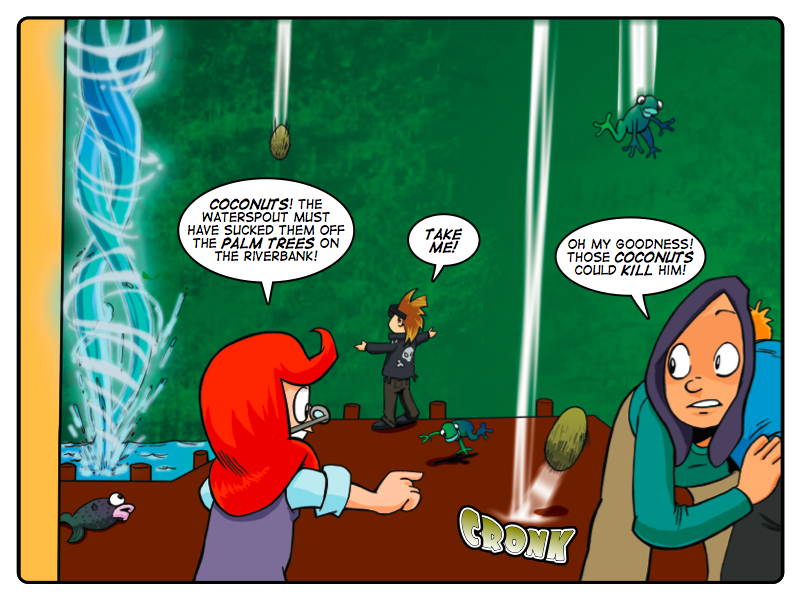 COCONUTS! THE
WATERSPOUT MUST
HAVE SUCKED THEM OFF
THE PALM TREES ON
THE RIVERBANK!
TAKE
ME!
OH MY GOODNESS!
THOSE COCONUTS
COULD KILL HIM!
CRONK